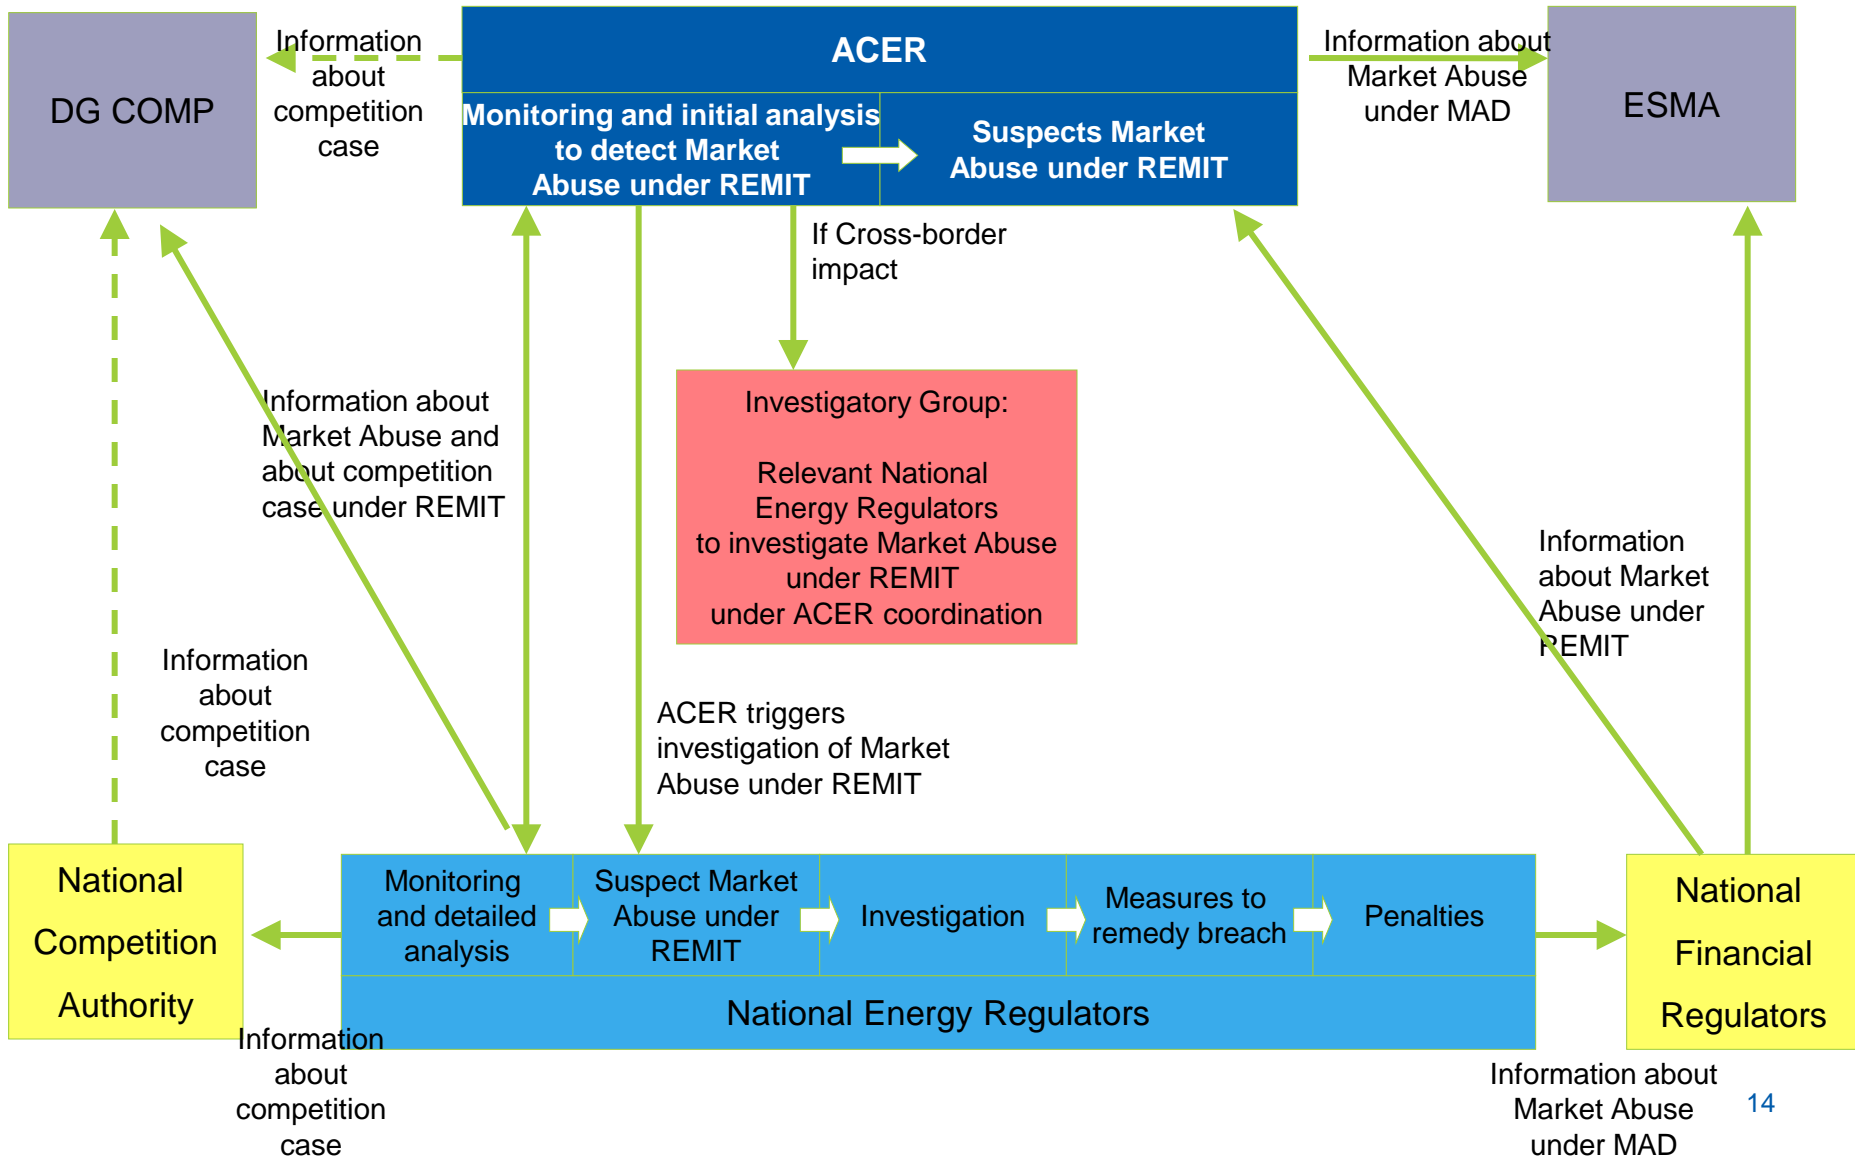 DG COMP
Information
about
competition
case
ACER
Monitoring and initial analysis
to detect Market
Abuse under REMIT
Suspects Market
Abuse under REMIT
Information about
Market Abuse
under MAD
ESMA
If Cross-border
impact
Information about
Market Abuse and
about competition
case under REMIT
Investigatory Group:
Relevant National
Energy Regulators
to investigate Market Abuse
under REMIT
under ACER coordination
Information
about Market
Abuse under
REMIT
Information
about
competition
case
ACER triggers
investigation of Market
Abuse under REMIT
National
Competition
Authority
Monitoring
and detailed
analysis
Suspect Market
Abuse under
REMIT
Investigation
Measures to
remedy breach
Penalties
National Energy Regulators
National
Financial
Regulators
Information
about
competition
case
Information about
Market Abuse
under MAD
14